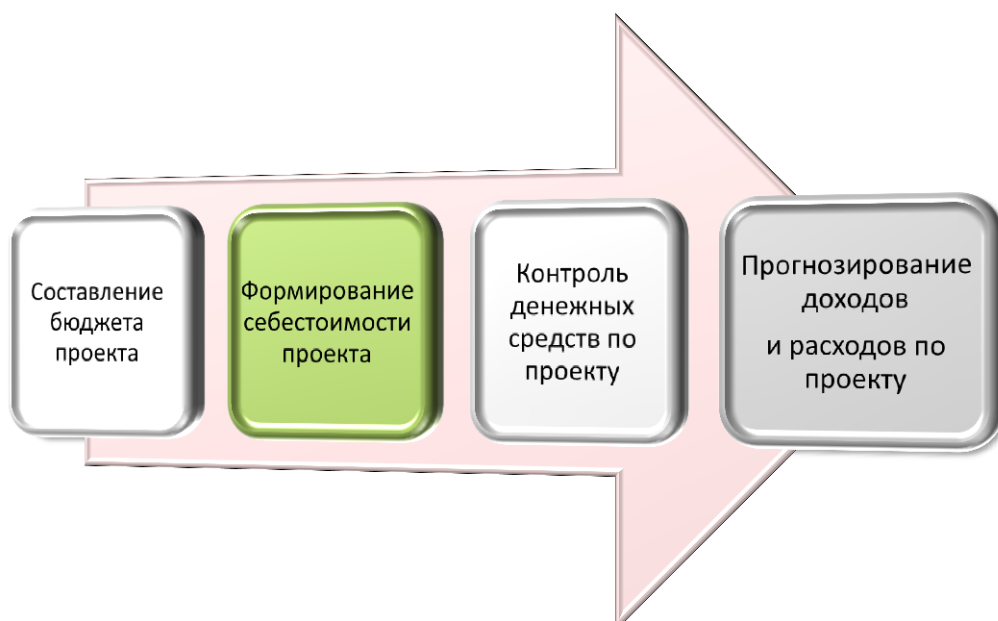 Составление
бюджета
проекта
Формирование
себестоимости
проекта
Контроль
денежных
средств по
проекту
Прогнозирование
доходов
и расходов по
проекту